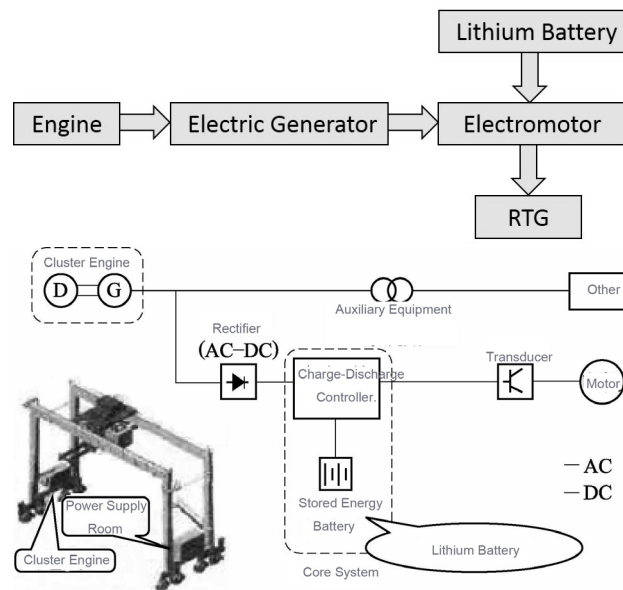 Lithium Battery
Engine
Electric Generator
Electromotor
RTG
Cluster Engine
D
G
Auxiliary Equipment
Other
Rectifier
(AC–DC)
Charge-Discharge
Controller.
Transducer
Motor
Stored Energy
Battery
AC
DC
Power Supply
Room
Cluster Engine
Lithium Battery
Core System